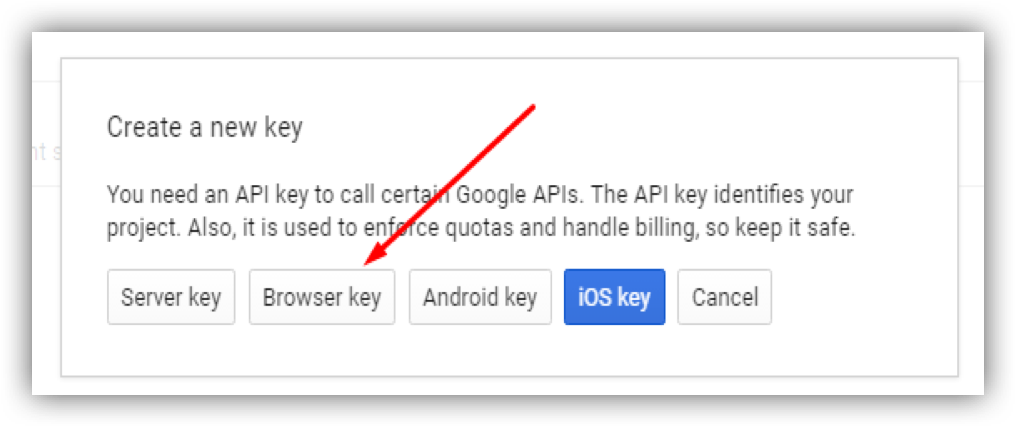 Create a new key
nt s
You need an API key to call certain Google APIs. The API key identifies your
project. Also, it is used to enforce quotas and handle billing, so keep it safe.
Server key Browser key Android key iOS key Cancel